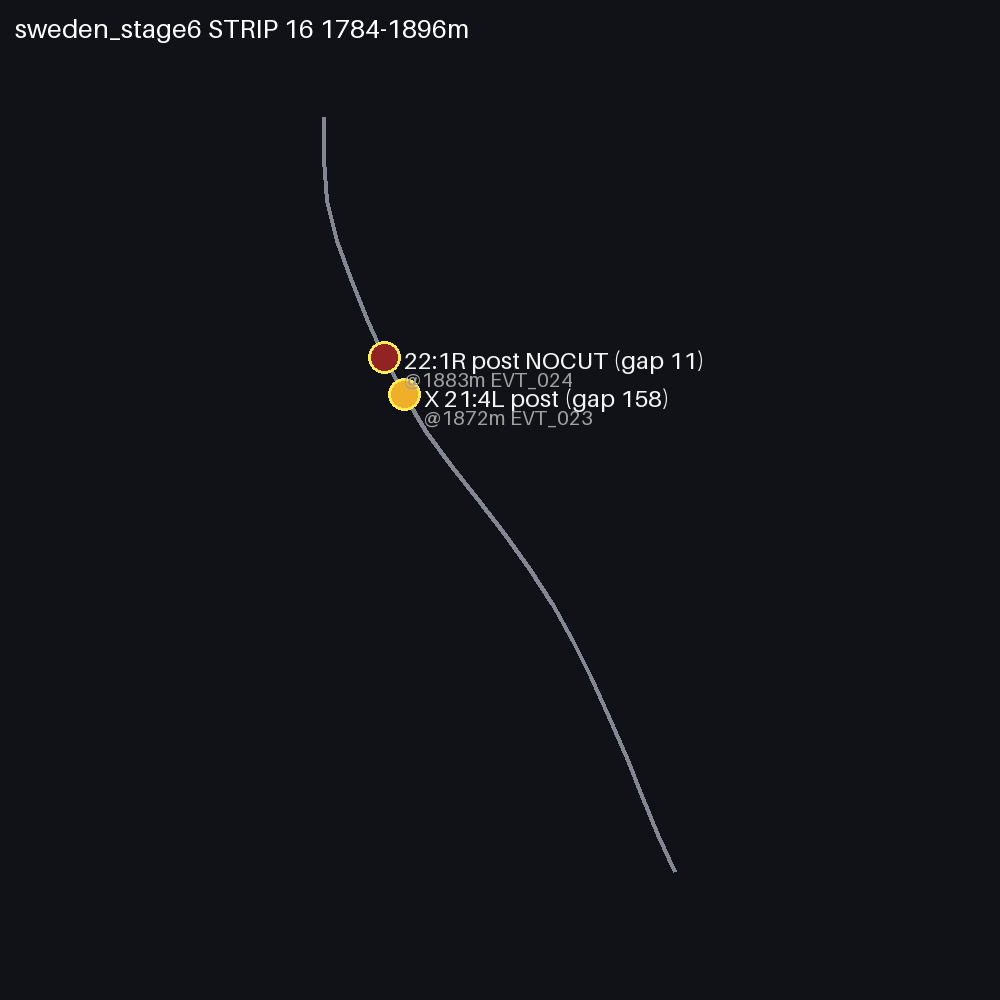 sweden_stage6 STRIP 16 1784-1896m
22:1R post NOCUT (gap 11)
@1883m EVT_024
X 21:4L post (gap 158)
@1872m EVT_023